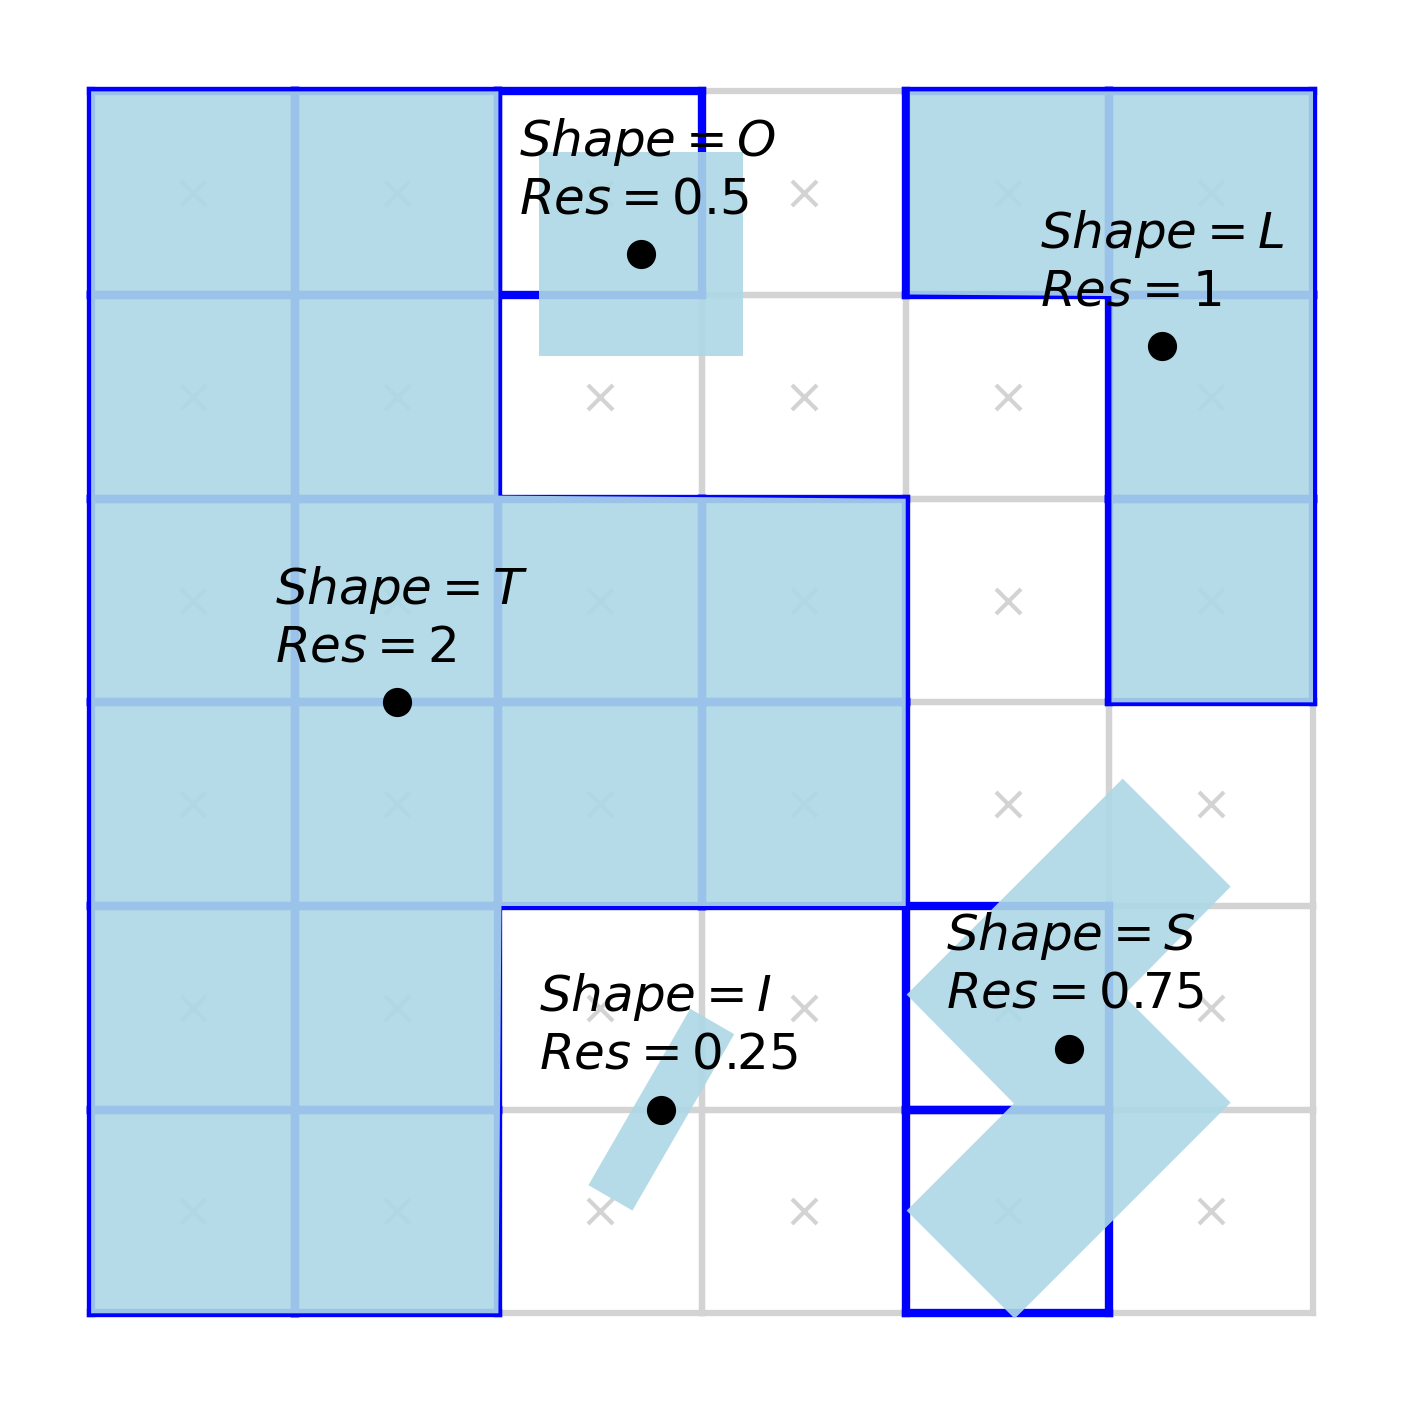 Shape = O
Res = 0.5
Shape = L
Res = 1
Shape = T
Res = 2
Shape = S
Res = 0.75
Shape = I
Res = 0.25